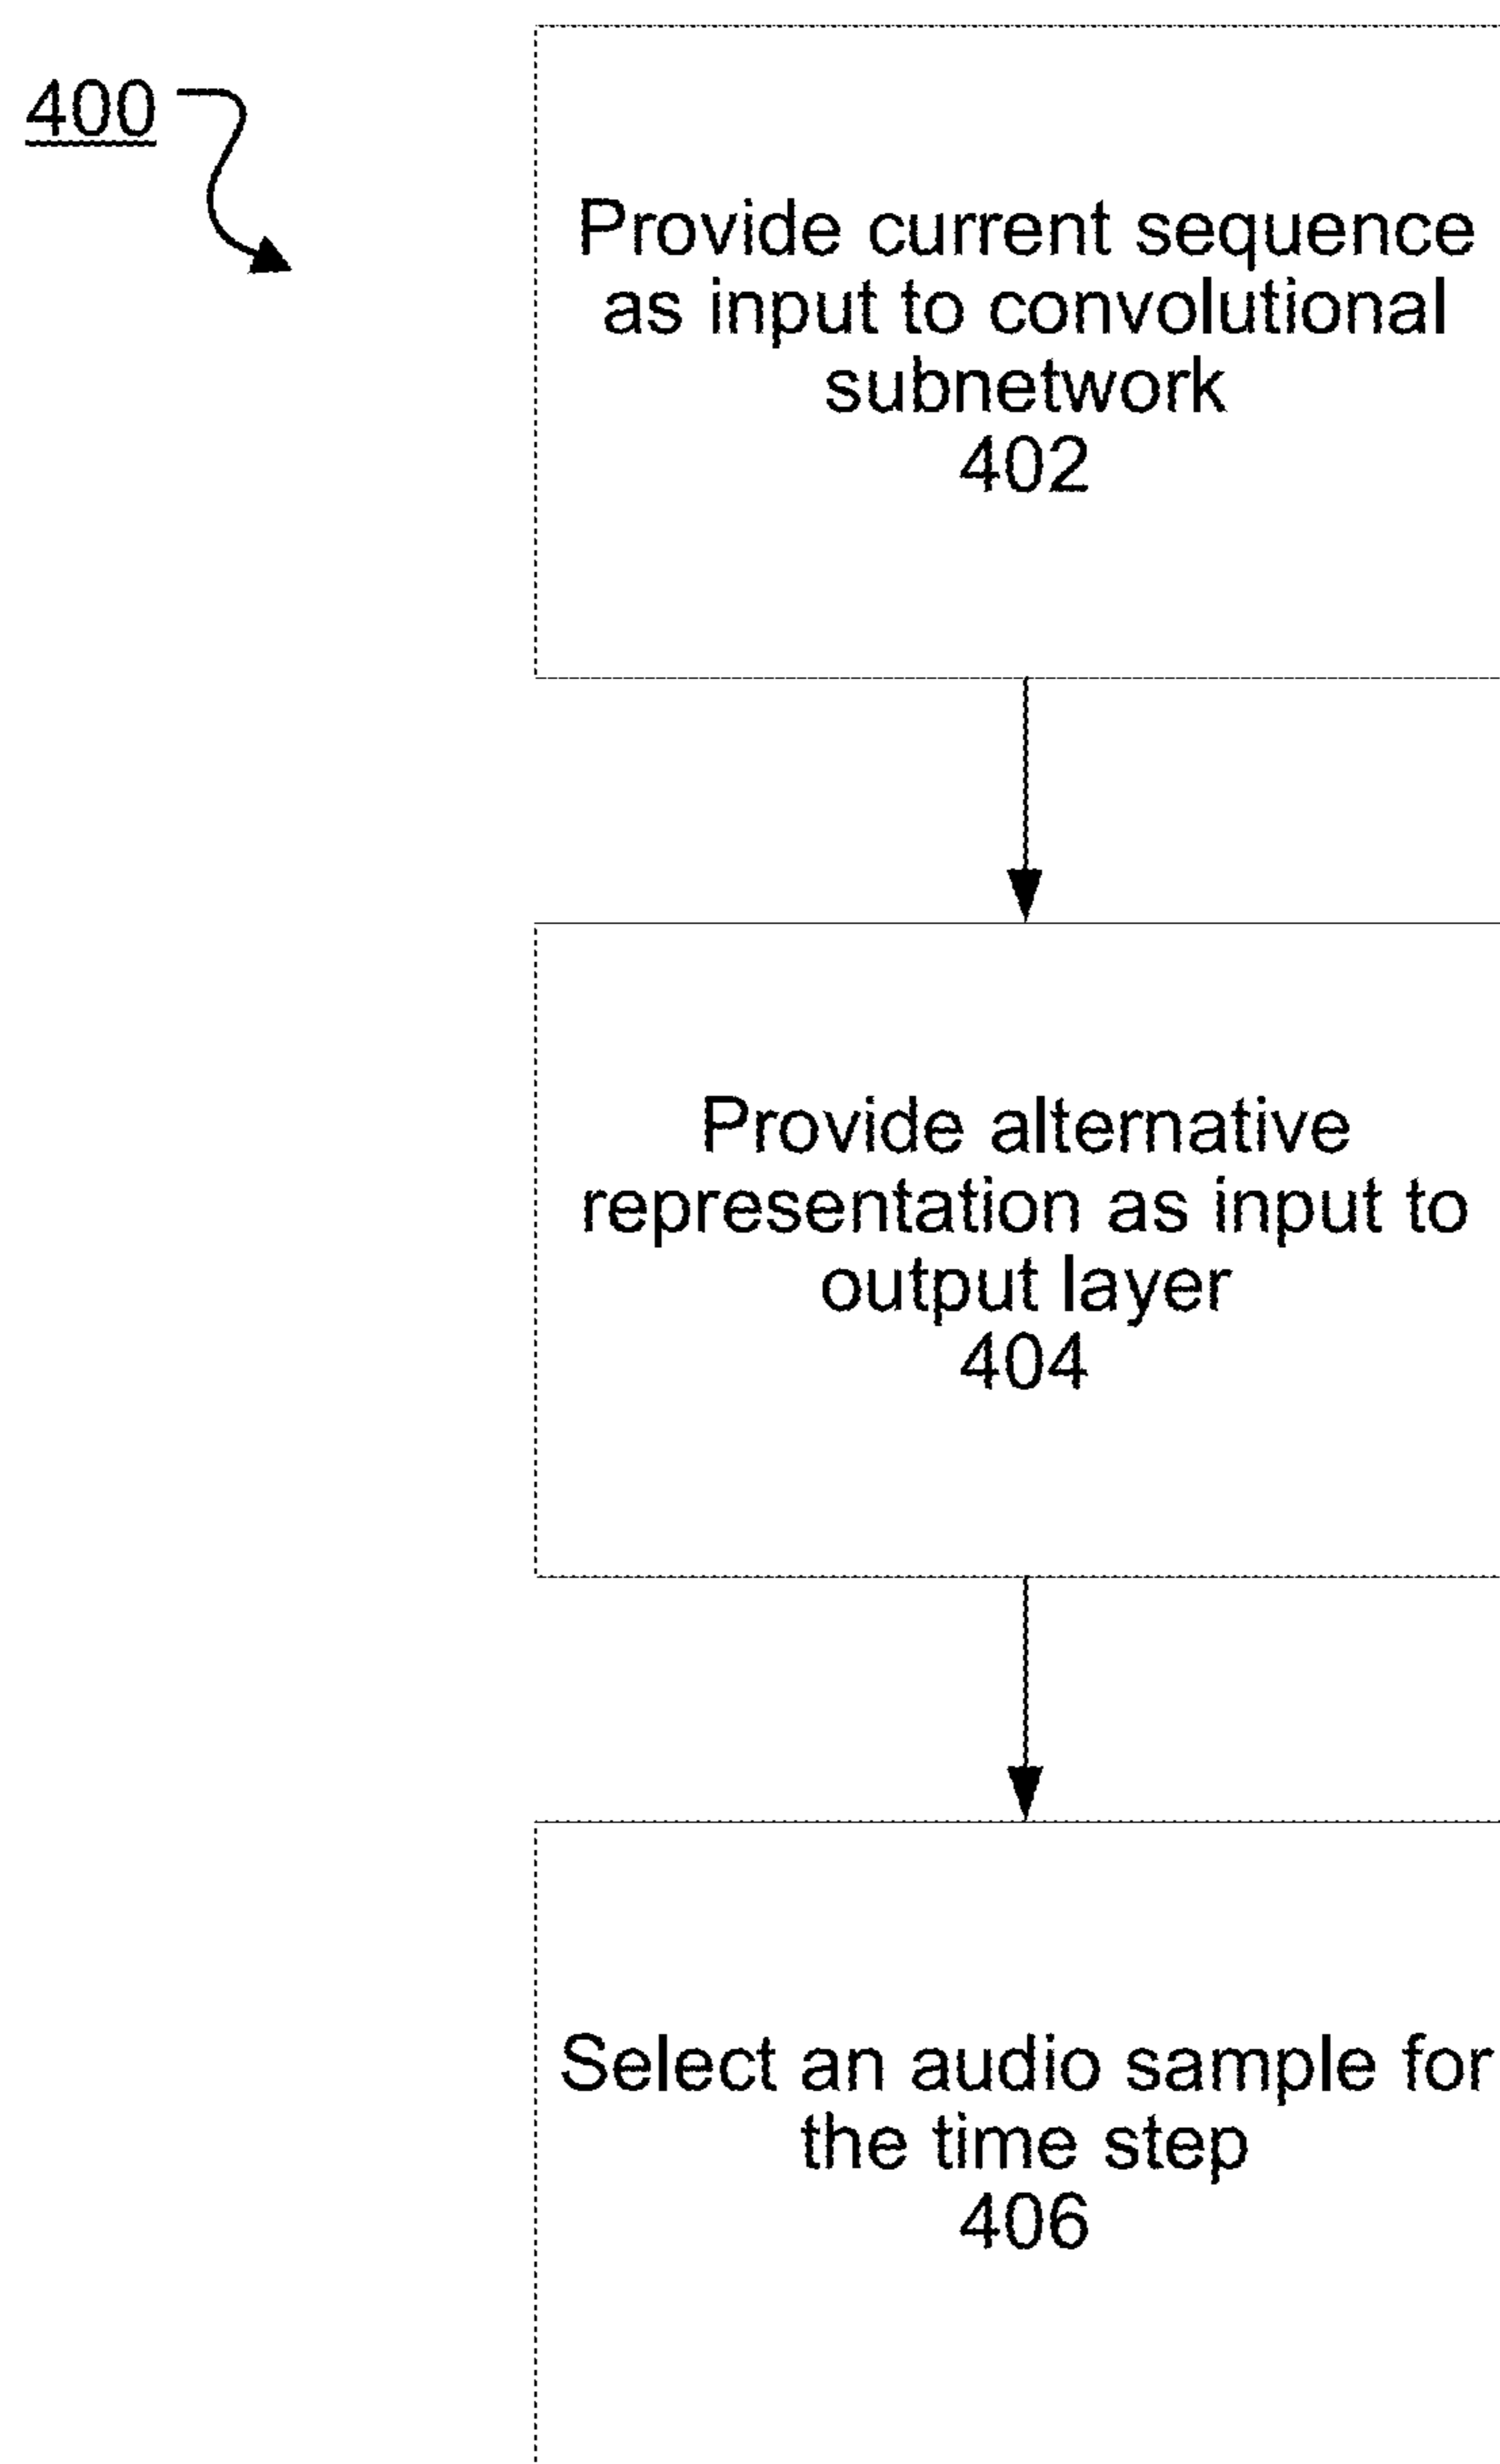 400
Provide current sequence
as input to convolutional
subnetwork
402
Provide alternative
representation as input to
output layer
404
Select an audio sample for
the time step
406